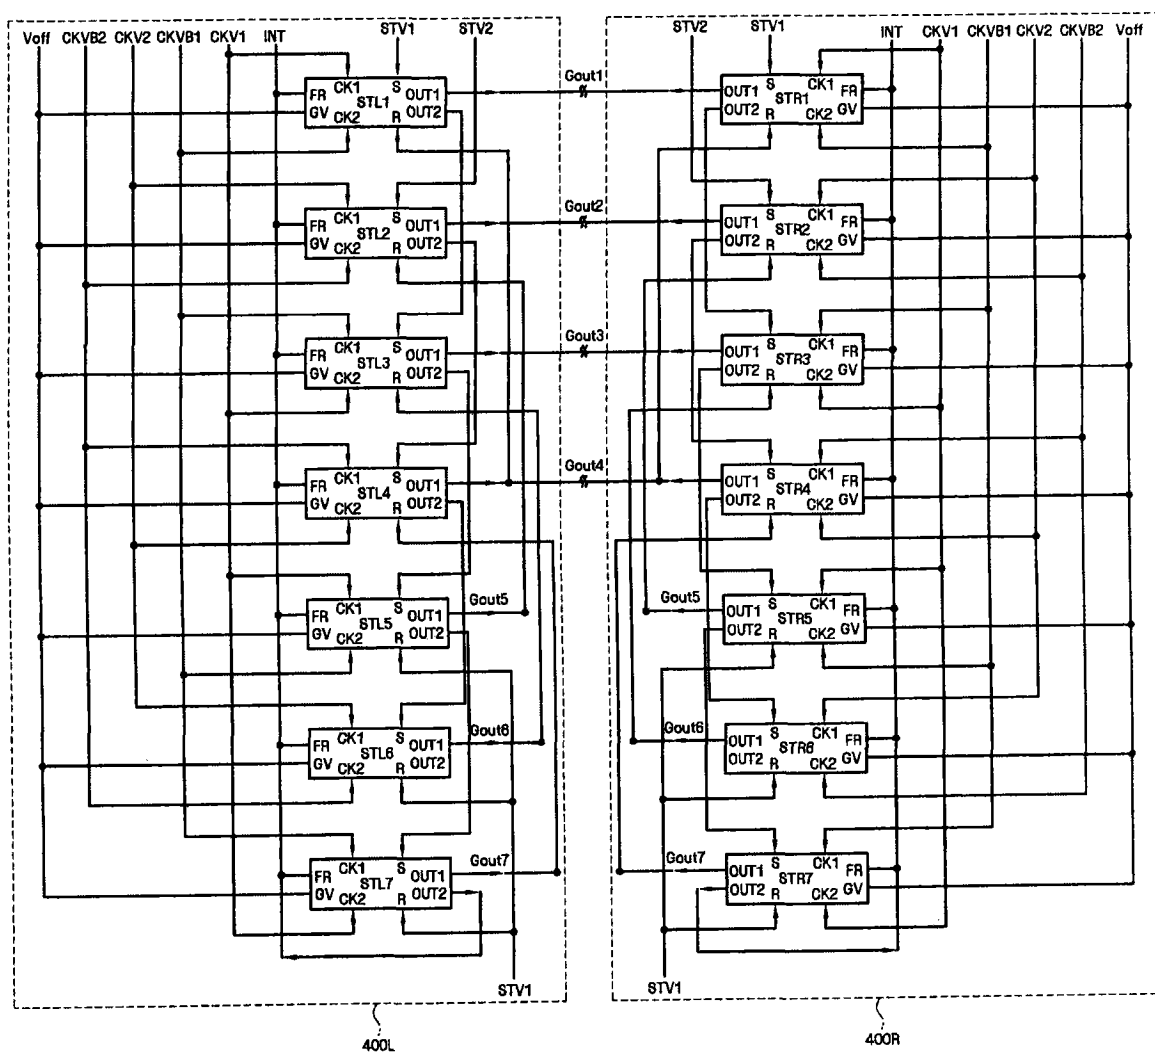 Voff CKVB2 CKV2 CKVB1 CKV1 INT STV1 STV2 STV2 STV1 INT CKV1 CKVB1 CKV2 CKVB2 Voff
FR GV CK1 CK2 STL1 S R OUT1 OUT2
Gout1
OUT1 OUT2 S R STR1 CK1 CK2 FR GV
FR GV CK1 CK2 STL2 S R OUT1 OUT2
Gout2
OUT1 OUT2 S R STR2 CK1 CK2 FR GV
FR GV CK1 CK2 STL3 S R OUT1 OUT2
Gout3
OUT1 OUT2 S R STR3 CK1 CK2 FR GV
FR GV CK1 CK2 STL4 S R OUT1 OUT2
Gout4
OUT1 OUT2 S R STR4 CK1 CK2 FR GV
FR GV CK1 CK2 STL5 S R OUT1 OUT2
Gout5
Gout5
OUT1 OUT2 S R STR5 CK1 CK2 FR GV
FR GV CK1 CK2 STL6 S R OUT1 OUT2
Gout6
Gout6
OUT1 OUT2 S R STR6 CK1 CK2 FR GV
FR GV CK1 CK2 STL7 S R OUT1 OUT2
Gout7
Gout7
OUT1 OUT2 S R STR7 CK1 CK2 FR GV
STV1 STV1
400L 400R